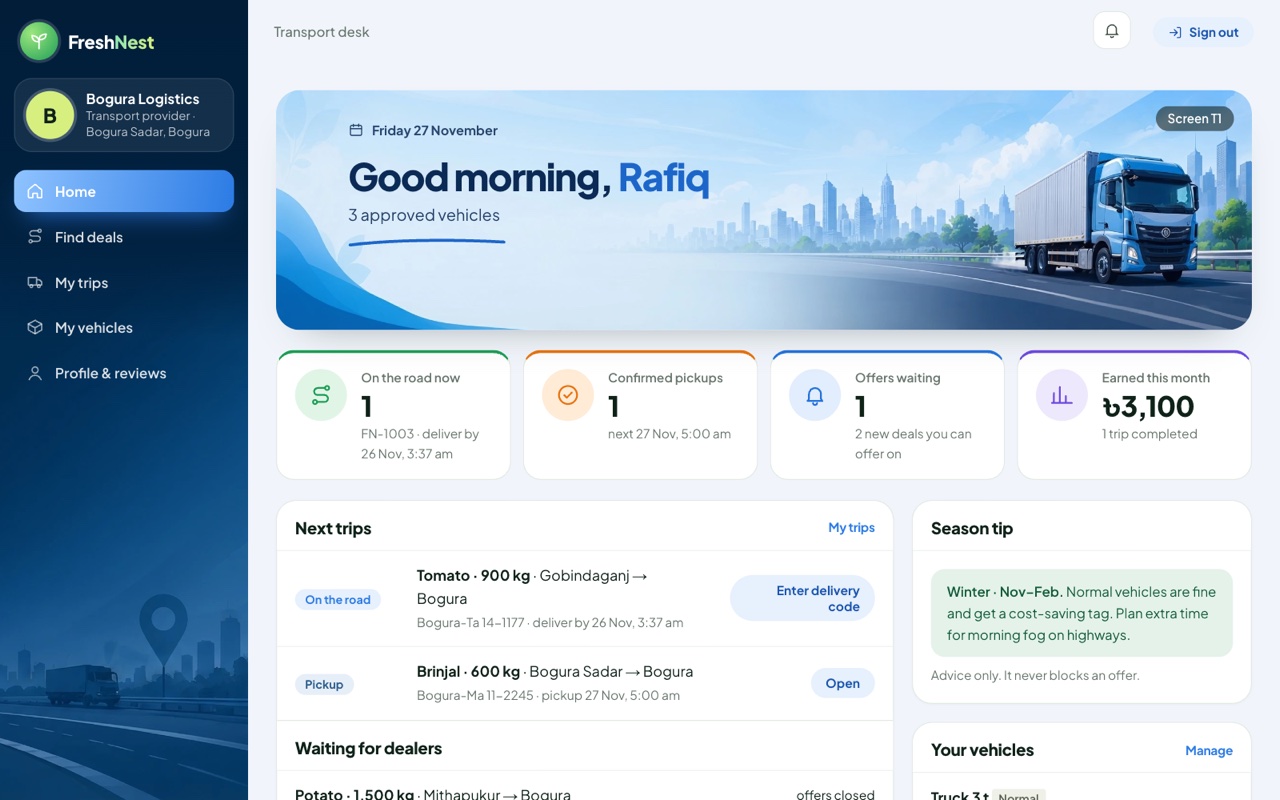 FreshNest
B
Bogura Logistics
Transport provider ·
Bogura Sadar, Bogura
Home
Find deals
My trips
My vehicles
Profile & reviews
Transport desk
Sign out
Friday 27 November
Screen T1
Good morning, Rafiq
3 approved vehicles
On the road now
1
FN-1003 · deliver by
26 Nov, 3:37 am
Confirmed pickups
1
next 27 Nov, 5:00 am
Offers waiting
1
2 new deals you can
offer on
Earned this month
৳3,100
1 trip completed
Next trips
My trips
On the road
Tomato · 900 kg · Gobindaganj →
Bogura
Bogura-Ta 14-1177 · deliver by 26 Nov, 3:37 am
Enter delivery
code
Pickup
Brinjal · 600 kg · Bogura Sadar → Bogura
Bogura-Ma 11-2245 · pickup 27 Nov, 5:00 am
Open
Waiting for dealers
Potato · 1,500 kg · Mithapukur → Bogura
offers closed
Season tip
Winter · Nov–Feb. Normal vehicles are fine
and get a cost-saving tag. Plan extra time
for morning fog on highways.
Advice only. It never blocks an offer.
Your vehicles
Manage
Truck 3 t Normal